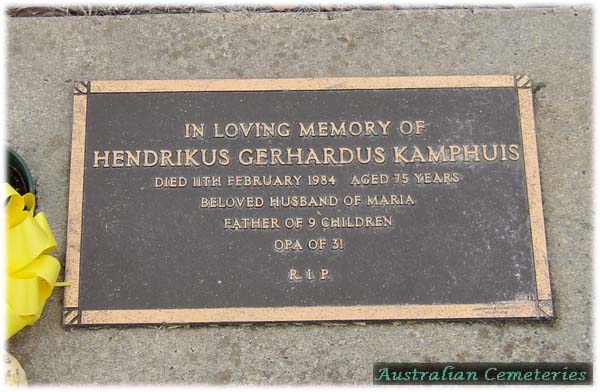 IN LOVING MEMORY OF
HENDRIKUS GERHARDUS KAMPHUIS
DIED 11TH FEBRUARY 1984 AGED 75 YEARS
BELOVED HUSBAND OF MARIA
FATHER OF 9 CHILDREN
OPA OF 31
R.I.P.
Australian Cemeteries